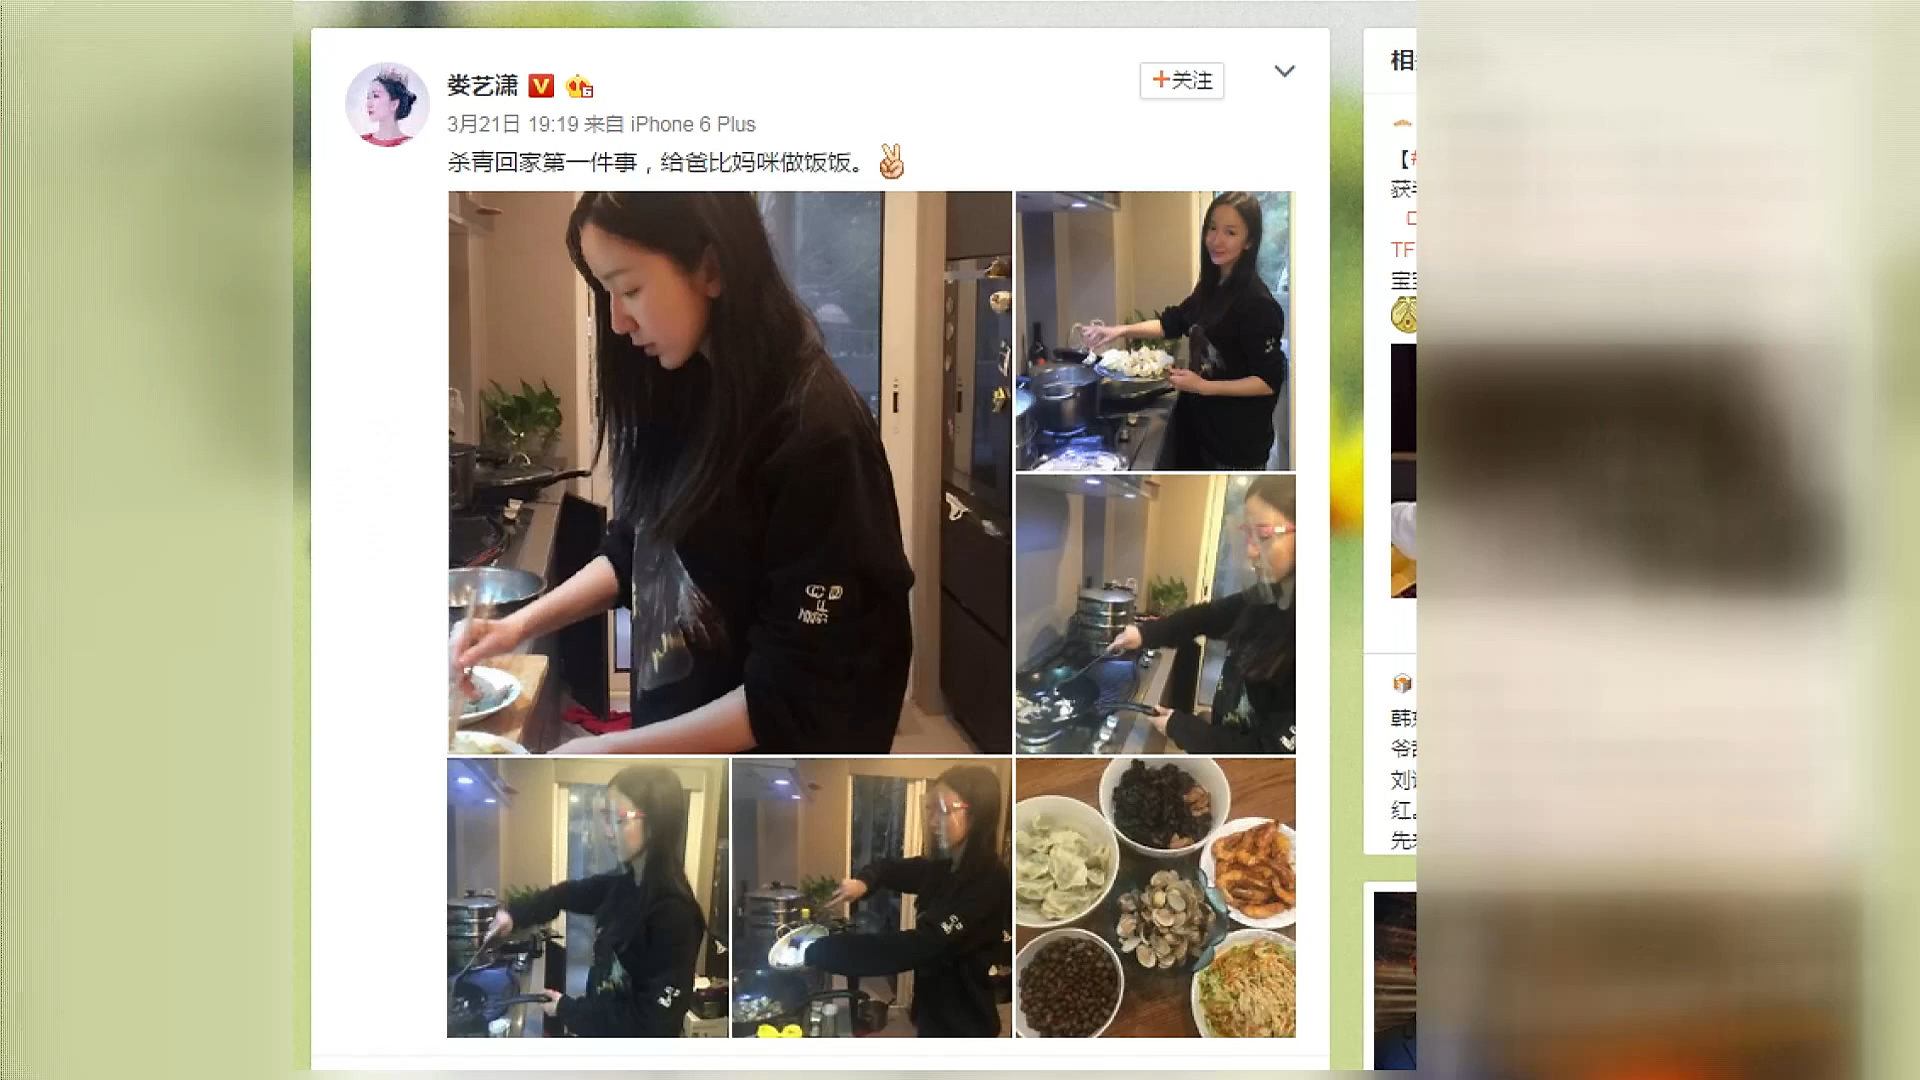 娄艺潇
+关注
3月21日 19:19 来自 iPhone 6 Plus
杀青回家第一件事，给爸比妈咪做饭饭。
相
【#
获
TF
宝
韩
爷
刘
红
先